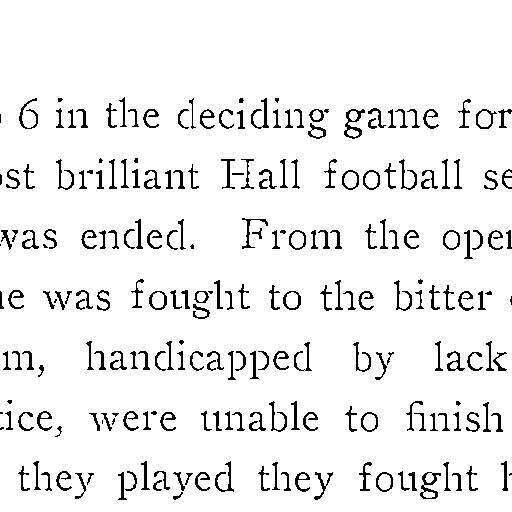 6 in the deciding game for
ost brilliant Hall football se
was ended. From the oper
ne was fought to the bitter
m, handicapped by lack
tice, were unable to finish
they played they fought h